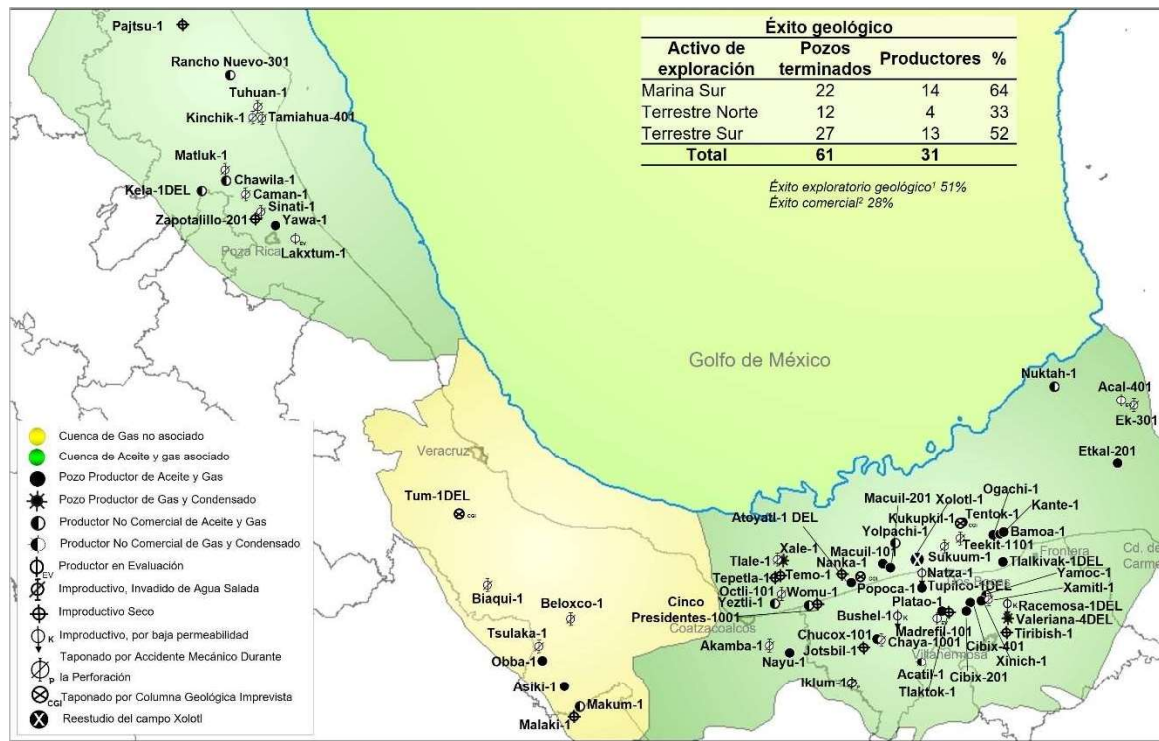 Éxito geológico
Activo de exploración Pozos terminados Productores %
Marina Sur 22 14 64
Terrestre Norte 12 4 33
Terrestre Sur 27 13 52
Total 61 31
Éxito exploratorio geológico¹ 51%
Éxito comercial² 28%
Pajtsu-1
Rancho Nuevo-301
Tuhuan-1
Kinchik-1
Tamiahua-401
Matluk-1
Chawila-1
Kela-1DEL
Caman-1
Sinati-1
Zapotalillo-201
Yawa-1
Poza Rica
Lakxtum-1
EV
Golfo de México
Nuktah-1
Acal-401
EV
Ek-301
Etkal-201
Veracruz
Tum-1DEL
CGI
Biaqui-1
Beloxco-1
Tsulaka-1
Obba-1
Asiki-1
Makum-1
Malaki-1
Macuil-201
Xolotl-1
Ogachi-1
Kukupkil-1
Tentok-1
CGI
Kante-1
Atoyatl-1 DEL
Yolpachi-1
Bamoa-1
Xale-1
Macuil-101
Teekit-1101
Tlale-1
Nanka-1
Sukuum-1
Frontera
Cd. de
Carmen
Tlalkivak-1DEL
Tepetla-1
Temo-1
CGI
Natza-1
Octli-101
Womu-1
Popoca-1
Tupilco-1DEL
Yamoc-1
Yeztli-1
Xamitl-1
Cinco
Presidentes-1001
Platao-1
Racemosa-1DEL
K
Coatzacoalcos
Bushel-1
K
Valeriana-4DEL
Chucox-101
Madrefil-101
Tiribish-1
Akamba-1
Chaya-1001
Cibix-401
Jotsbil-1
Villahermosa
Xinich-1
Nayu-1
Acatil-1
Cibix-201
Iklum-1
Tlaktok-1
Cuenca de Gas no asociado
Cuenca de Aceite y gas asociado
Pozo Productor de Aceite y Gas
Pozo Productor de Gas y Condensado
Productor No Comercial de Aceite y Gas
Productor No Comercial de Gas y Condensado
EV Productor en Evaluación
Improductivo, Invadido de Agua Salada
Improductivo Seco
K Improductivo, por baja permeabilidad
Taponado por Accidente Mecánico Durante
P la Perforación
CGI Taponado por Columna Geológica Imprevista
Reestudio del campo Xolotl